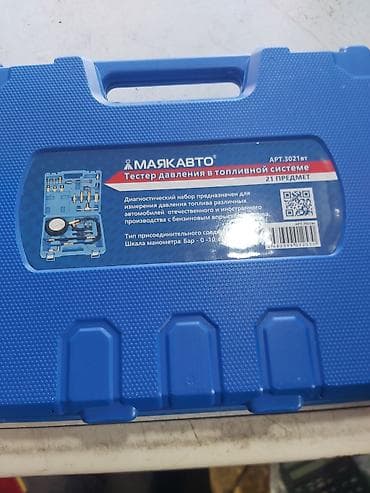 МАЯКАВТО®
АРТ.3021вт
Тестер давления в топливной системе
21 ПРЕДМЕТ
Диагностический набор предназначен для
измерения давления топлива различных
автомобилей отечественного и иностранного
производства с бензиновым
Тип присоединительного
Шкала манометра: Бар - 0 -10